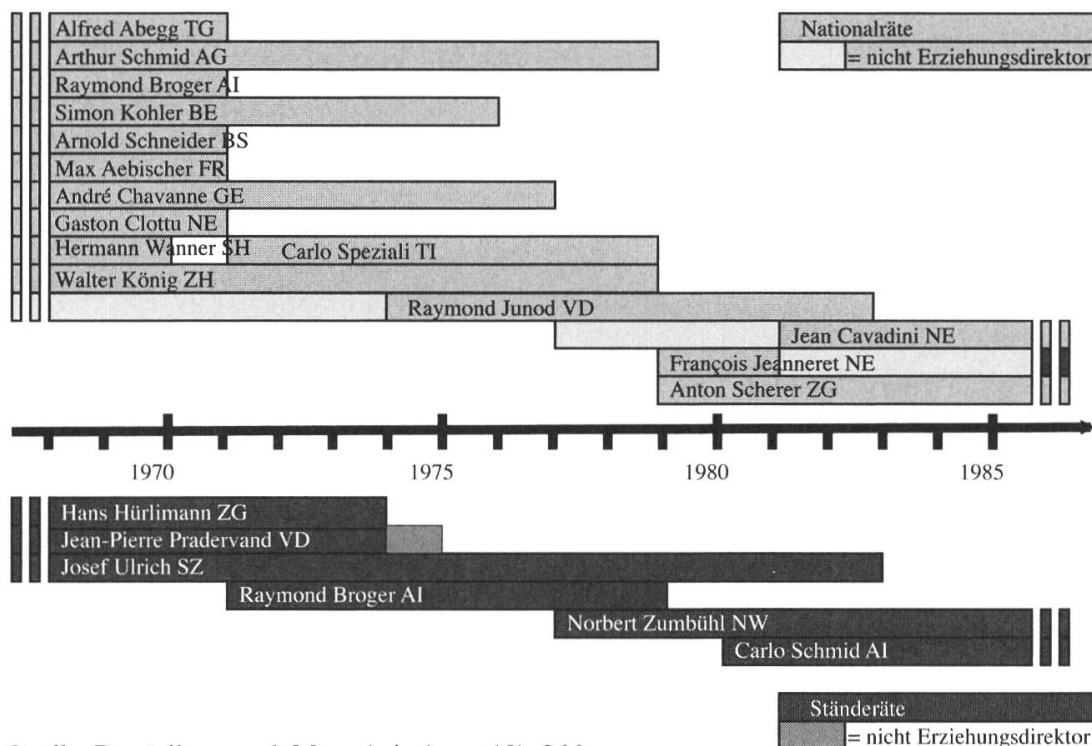 Alfred Abegg TG
Nationalräte
Arthur Schmid AG
= nicht Erziehungsdirektor
Raymond Broger AI
Simon Kohler BE
Arnold Schneider BS
Max Aebischer FR
André Chavanne GE
Gaston Clottu NE
Hermann Wanner SH
Carlo Speziali TI
Walter König ZH
Raymond Junod VD
Jean Cavadini NE
François Jeanneret NE
Anton Scherer ZG
1970 1975 1980 1985
Hans Hürlimann ZG
Jean-Pierre Pradervand VD
Josef Ulrich SZ
Raymond Broger AI
Norbert Zumbühl NW
Carlo Schmid AI
Ständeräte
= nicht Erziehungsdirektor